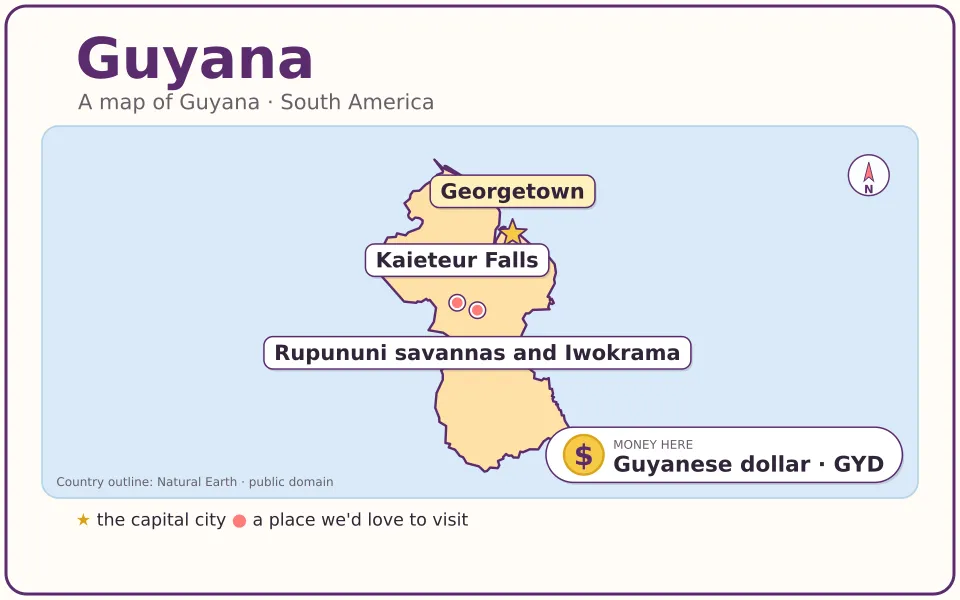 Guyana
A map of Guyana · South America
Georgetown
N
Kaieteur Falls
Rupununi savannas and Iwokrama
MONEY HERE
$ Guyanese dollar · GYD
Country outline: Natural Earth · public domain
★ the capital city ● a place we'd love to visit